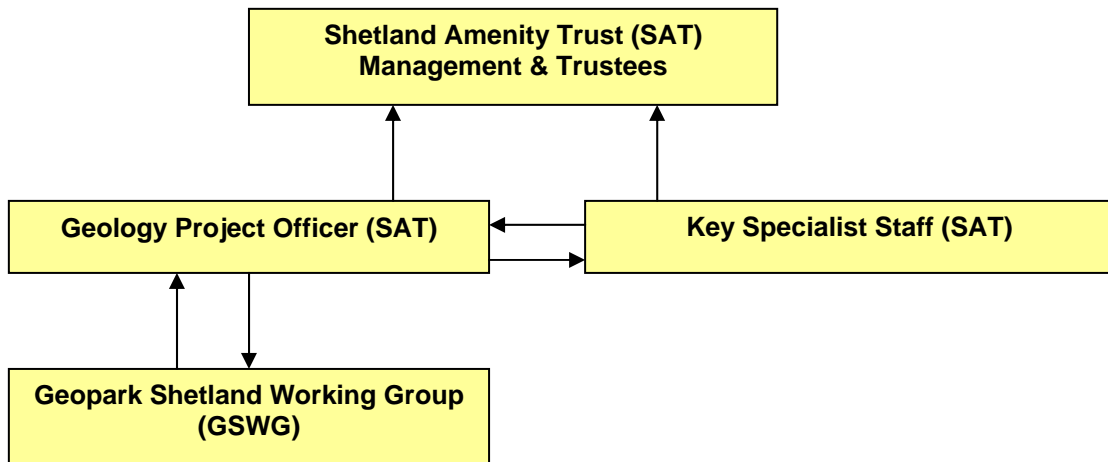 Shetland Amenity Trust (SAT)
Management & Trustees
Geology Project Officer (SAT)
Key Specialist Staff (SAT)
Geopark Shetland Working Group
(GSWG)